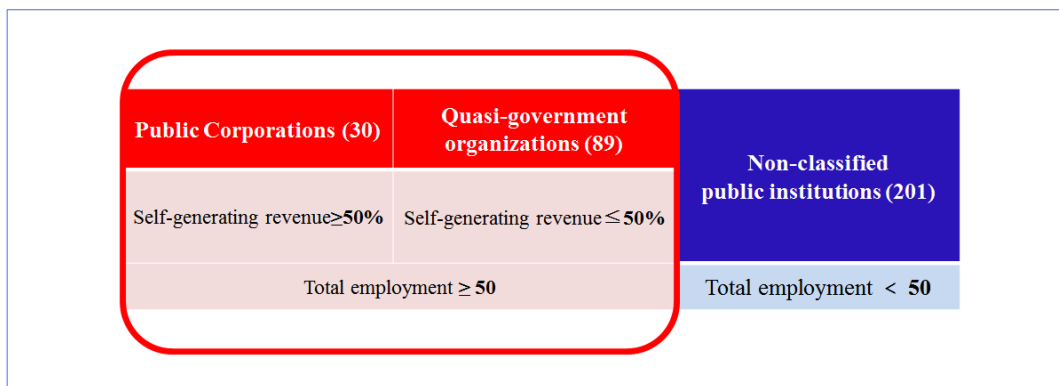 Public Corporations (30)
Quasi-government
organizations (89)
Non-classified
public institutions (201)
Self-generating revenue≥50%
Self-generating revenue≤50%
Total employment ≥ 50
Total employment < 50